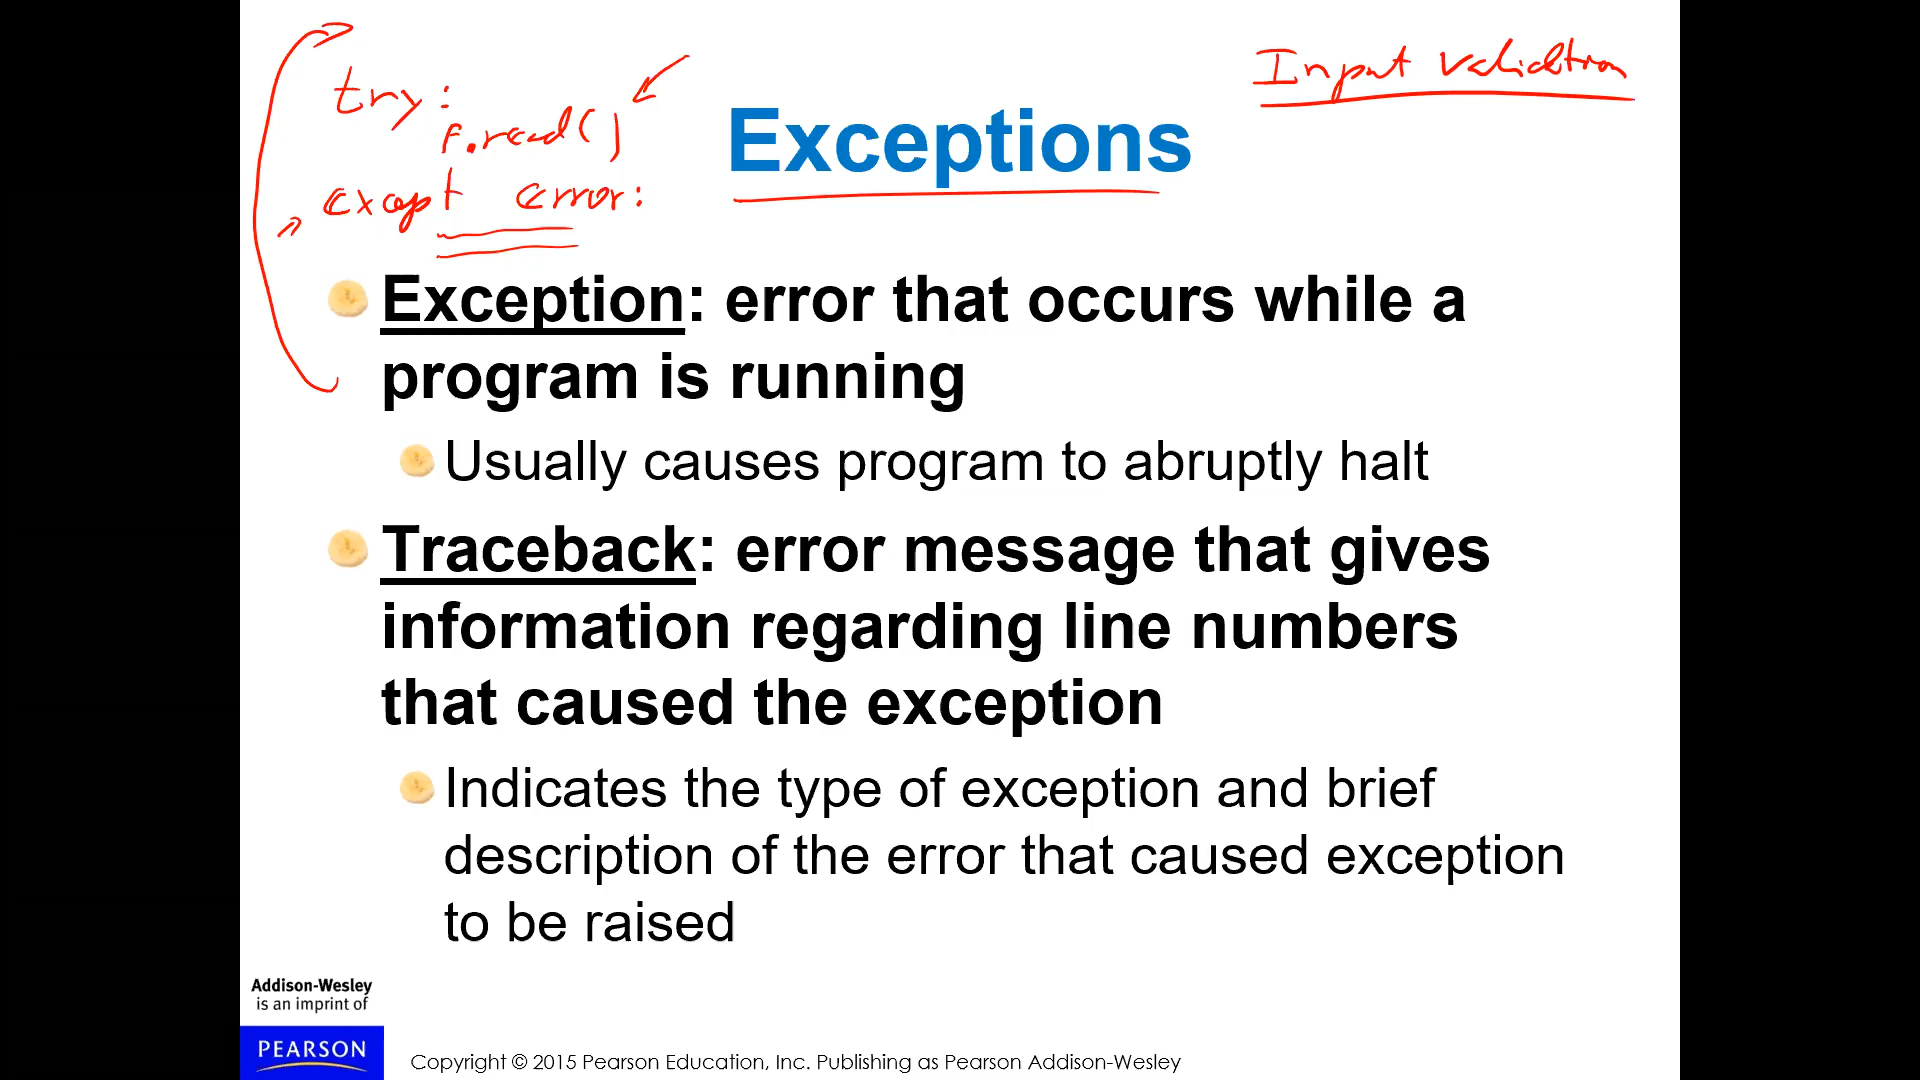 try:
f.read()
except error:
Input validation
Exceptions
Exception: error that occurs while a
program is running
Usually causes program to abruptly halt
Traceback: error message that gives
information regarding line numbers
that caused the exception
Indicates the type of exception and brief
description of the error that caused exception
to be raised
Addison-Wesley
is an imprint of
PEARSON
Copyright © 2015 Pearson Education, Inc. Publishing as Pearson Addison-Wesley